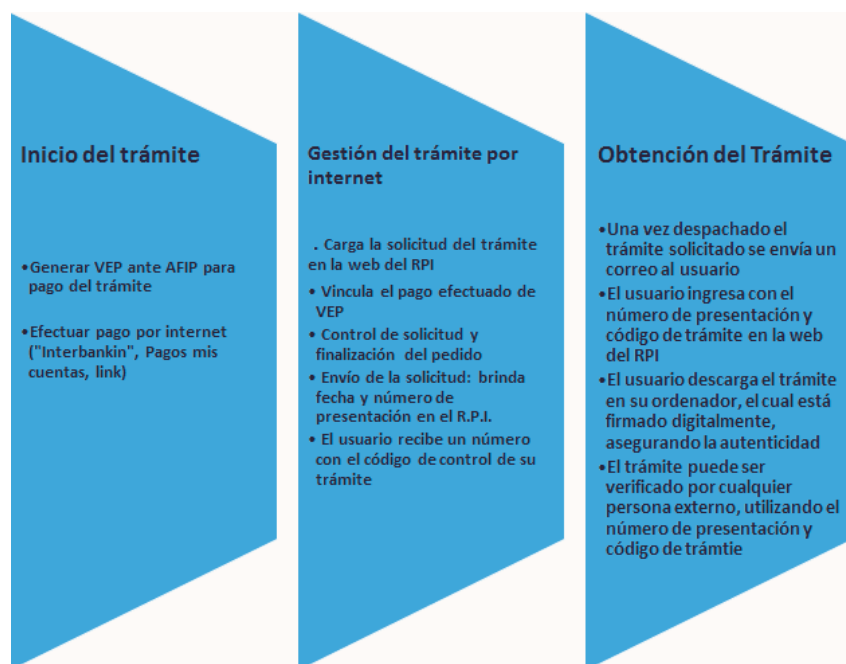 Inicio del trámite
•Generar VEP ante AFIP para
pago del trámite
•Efectuar pago por internet
("Interbankin", Pagos mis
cuentas, link)
Gestión del trámite por
internet
. Carga la solicitud del trámite
en la web del RPI
• Vincula el pago efectuado de
VEP
• Control de solicitud y
finalización del pedido
• Envío de la solicitud: brinda
fecha y número de
presentación en el R.P.I.
• El usuario recibe un número
con el código de control de su
trámite
Obtención del Trámite
•Una vez despachado el
trámite solicitado se envía un
correo al usuario
•El usuario ingresa con el
número de presentación y
código de trámite en la web
del RPI
•El usuario descarga el trámite
en su ordenador, el cual está
firmado digitalmente,
asegurando la autenticidad
•El trámite puede ser
verificado por cualquier
persona externo, utilizando el
número de presentación y
código de trámtie